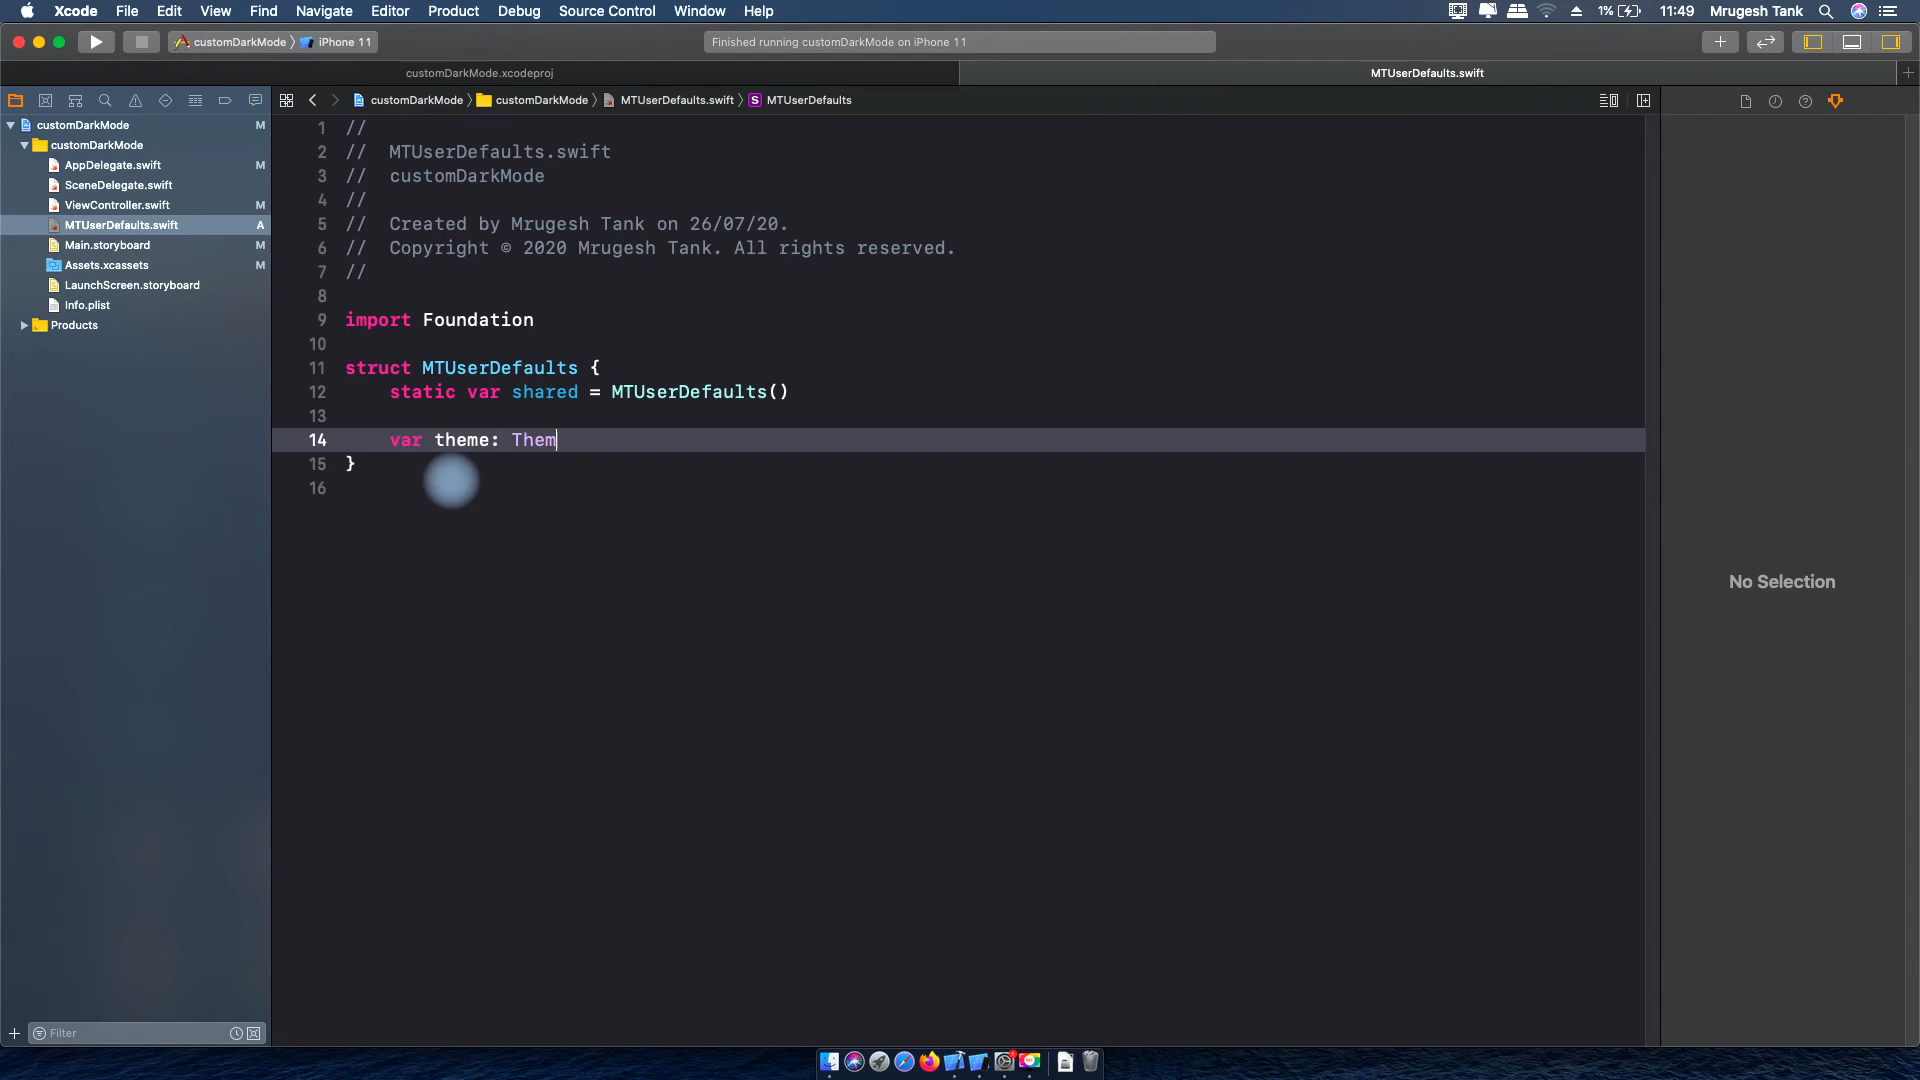 Xcode File Edit View Find Navigate Editor Product Debug Source Control Window Help 1% 11:49 Mrugesh Tank
customDarkMode iPhone 11 Finished running customDarkMode on iPhone 11
customDarkMode.xcodeproj MTUserDefaults.swift
customDarkMode customDarkMode MTUserDefaults.swift S MTUserDefaults
customDarkMode M
customDarkMode
AppDelegate.swift M
SceneDelegate.swift
ViewController.swift M
MTUserDefaults.swift A
Main.storyboard M
Assets.xcassets M
LaunchScreen.storyboard
Info.plist
Products
1 //
2 // MTUserDefaults.swift
3 // customDarkMode
4 //
5 // Created by Mrugesh Tank on 26/07/20.
6 // Copyright © 2020 Mrugesh Tank. All rights reserved.
7 //
8
9 import Foundation
10
11 struct MTUserDefaults {
12 static var shared = MTUserDefaults()
13
14 var theme: Them
15 }
16
No Selection
Filter